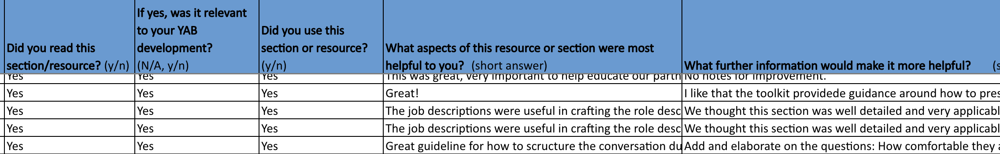 Did you read this
section/resource? (y/n)
If yes, was it relevant
to your YAB
development?
(N/A, y/n)
Did you use this
section or resource?
(y/n)
What aspects of this resource or section were most
helpful to you? (short answer)
What further information would make it more helpful? (s
Yes Yes Yes This was great, very important to help educate our partn No notes for improvement.
Yes Yes Yes Great! I like that the toolkit providede guidance around how to pres
Yes Yes Yes The job descriptions were useful in crafting the role desc We thought this section was well detailed and very applicabl
Yes Yes Yes The job descriptions were useful in crafting the role desc We thought this section was well detailed and very applicabl
Yes Yes Yes Great guideline for how to scructure the conversation du Add and elaborate on the questions: How comfortable they a